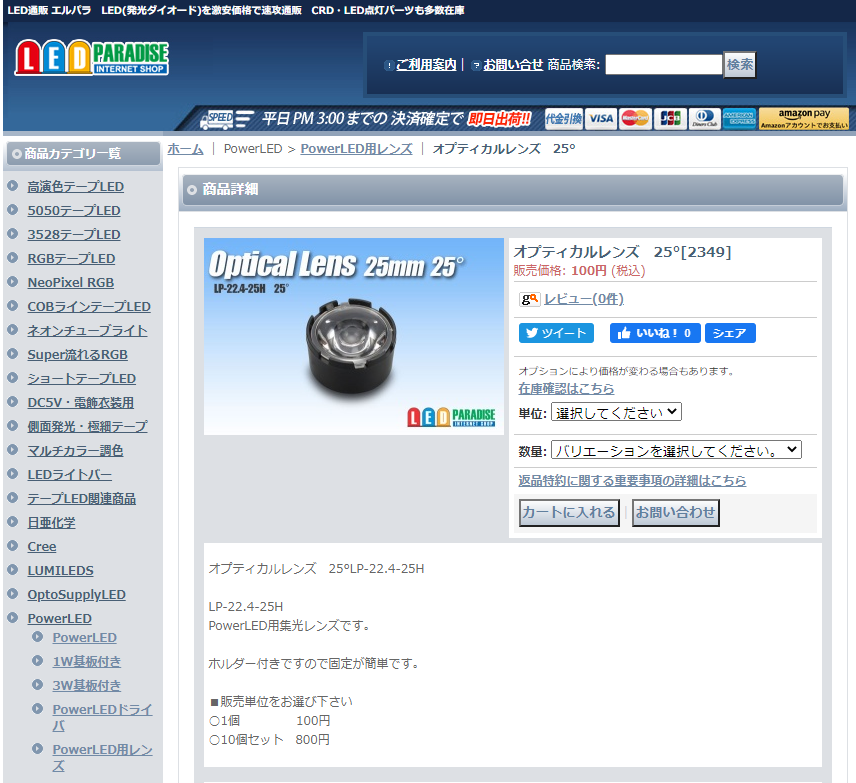 LED通販 エルパラ　LED(発光ダイオード)を激安価格で速攻通販　CRD・LED点灯パーツも多数在庫
LED PARADISE
INTERNET SHOP
ご利用案内 | お問い合せ 商品検索: 検索
SPEED 平日PM 3:00までの 決済確定で 即日出荷!! 代金引換 VISA MasterCard JCB Diners Club AMERICAN EXPRESS amazon pay
Amazonアカウントでお支払い
商品カテゴリ一覧
ホーム ｜ PowerLED > PowerLED用レンズ ｜ オプティカルレンズ　25°
高演色テープLED
5050テープLED
3528テープLED
RGBテープLED
NeoPixel RGB
COBラインテープLED
ネオンチューブライト
Super流れるRGB
ショートテープLED
DC5V・電飾衣装用
側面発光・極細テープ
マルチカラー調色
LEDライトバー
テープLED関連商品
日亜化学
Cree
LUMILEDS
OptoSupplyLED
PowerLED
PowerLED
1W基板付き
3W基板付き
PowerLEDドライ
バ
PowerLED用レン
ズ
商品詳細
Optical Lens 25mm 25°
LP-22.4-25H　25°
LED PARADISE
INTERNET SHOP
オプティカルレンズ　25°[2349]
販売価格: 100円 (税込)
レビュー(0件)
ツイート いいね！ 0 シェア
オプションにより価格が変わる場合もあります。
在庫確認はこちら
単位: 選択してください
数量: バリエーションを選択してください。
返品特約に関する重要事項の詳細はこちら
カートに入れる | お問い合わせ
オプティカルレンズ　25°LP-22.4-25H
LP-22.4-25H
PowerLED用集光レンズです。
ホルダー付きですので固定が簡単です。
■販売単位をお選び下さい
○1個　　　　100円
○10個セット　800円